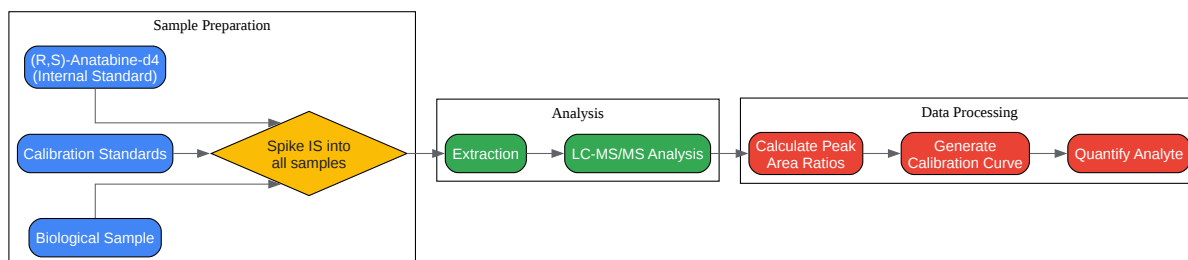 Sample Preparation
(R,S)-Anatabine-d4
(Internal Standard)
Calibration Standards
Biological Sample
Spike IS into
all samples
Analysis
Extraction
LC-MS/MS Analysis
Data Processing
Calculate Peak
Area Ratios
Generate
Calibration Curve
Quantify Analyte